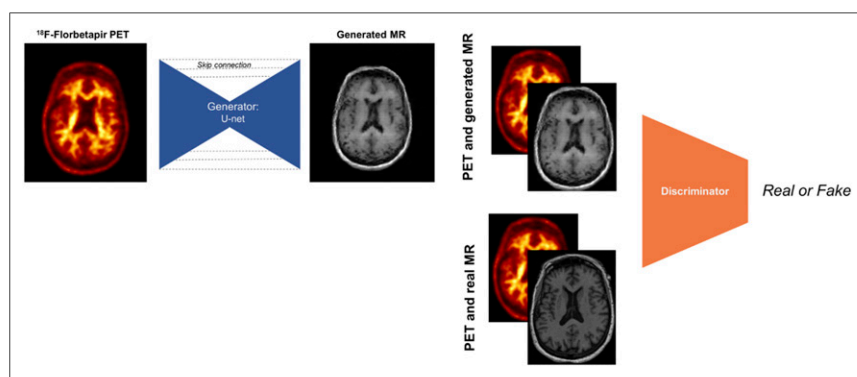 ¹⁸F-Florbetapir PET
Skip connection
Generator:
U-net
Generated MR
PET and generated MR
PET and real MR
Discriminator
Real or Fake